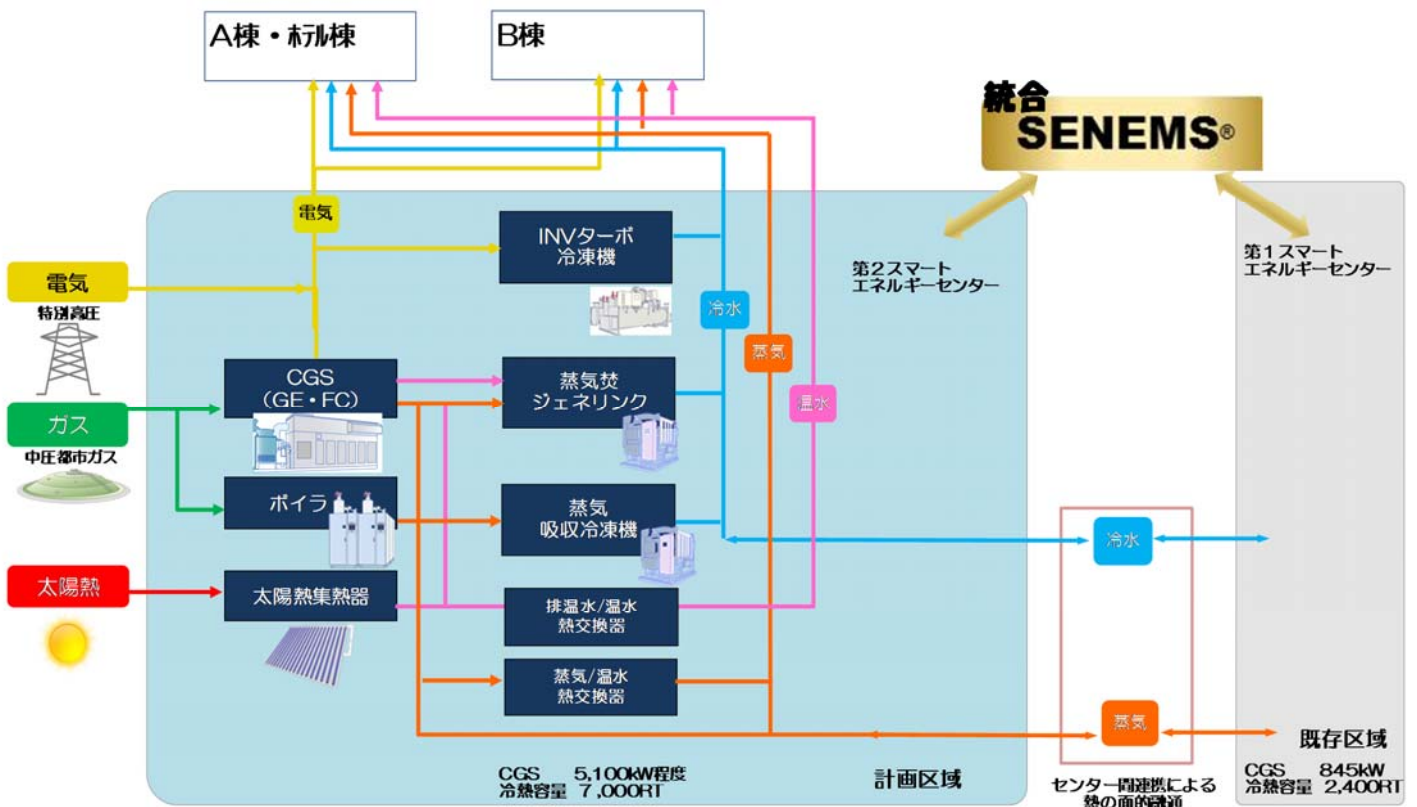 A棟・ホテル棟
B棟
統合
SENEMS®
電気
INVターボ
冷凍機
第2スマート
エネルギーセンター
第1スマート
エネルギーセンター
電気
特別高圧
冷水
蒸気
CGS
(GE・FC)
蒸気焚
ジェネリンク
温水
ガス
中圧都市ガス
ボイラ
蒸気
吸収冷凍機
冷水
太陽熱
太陽熱集熱器
排温水/温水
熱交換器
蒸気/温水
熱交換器
蒸気
既存区域
CGS 5,100kW程度
冷熱容量 7,000RT
計画区域
センター間連携による
熱の面的融通
CGS 845kW
冷熱容量 2,400RT